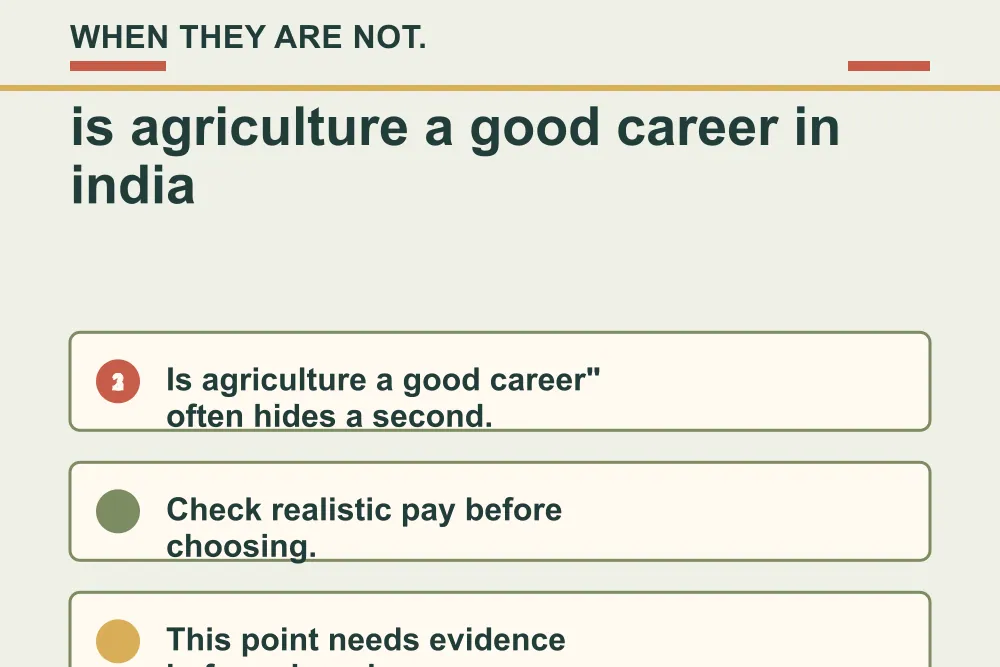 WHEN THEY ARE NOT.
is agriculture a good career in
india
Is agriculture a good career"
often hides a second.
Check realistic pay before
choosing.
This point needs evidence